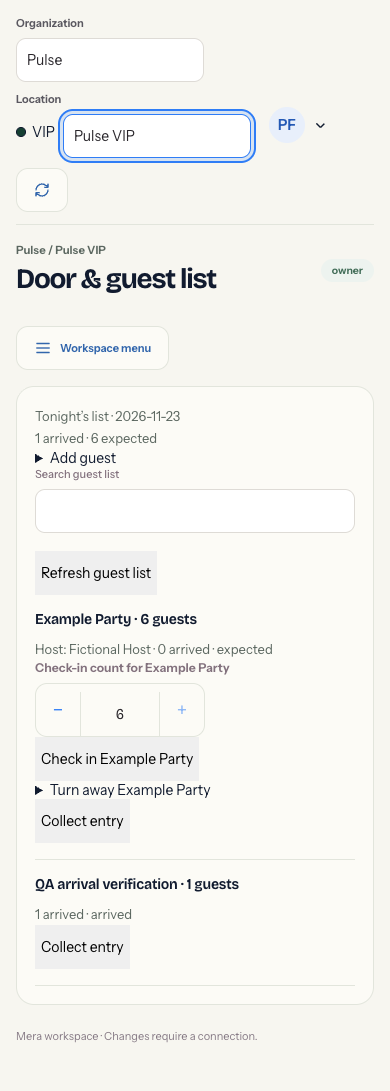 Organization
Pulse
Location
VIP
Pulse VIP
PF
Pulse / Pulse VIP
Door & guest list
owner
Workspace menu
Tonight's list · 2026-11-23
1 arrived · 6 expected
Add guest
Search guest list
Refresh guest list
Example Party · 6 guests
Host: Fictional Host · 0 arrived · expected
Check-in count for Example Party
− 6 +
Check in Example Party
Turn away Example Party
Collect entry
QA arrival verification · 1 guests
1 arrived · arrived
Collect entry
Mera workspace · Changes require a connection.